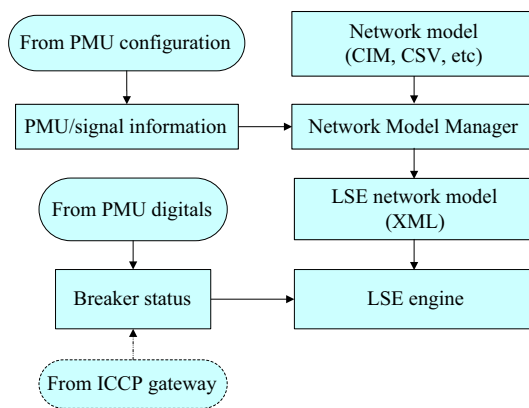 From PMU configuration
Network model
(CIM, CSV, etc)
PMU/signal information
Network Model Manager
From PMU digitals
LSE network model
(XML)
Breaker status
LSE engine
From ICCP gateway